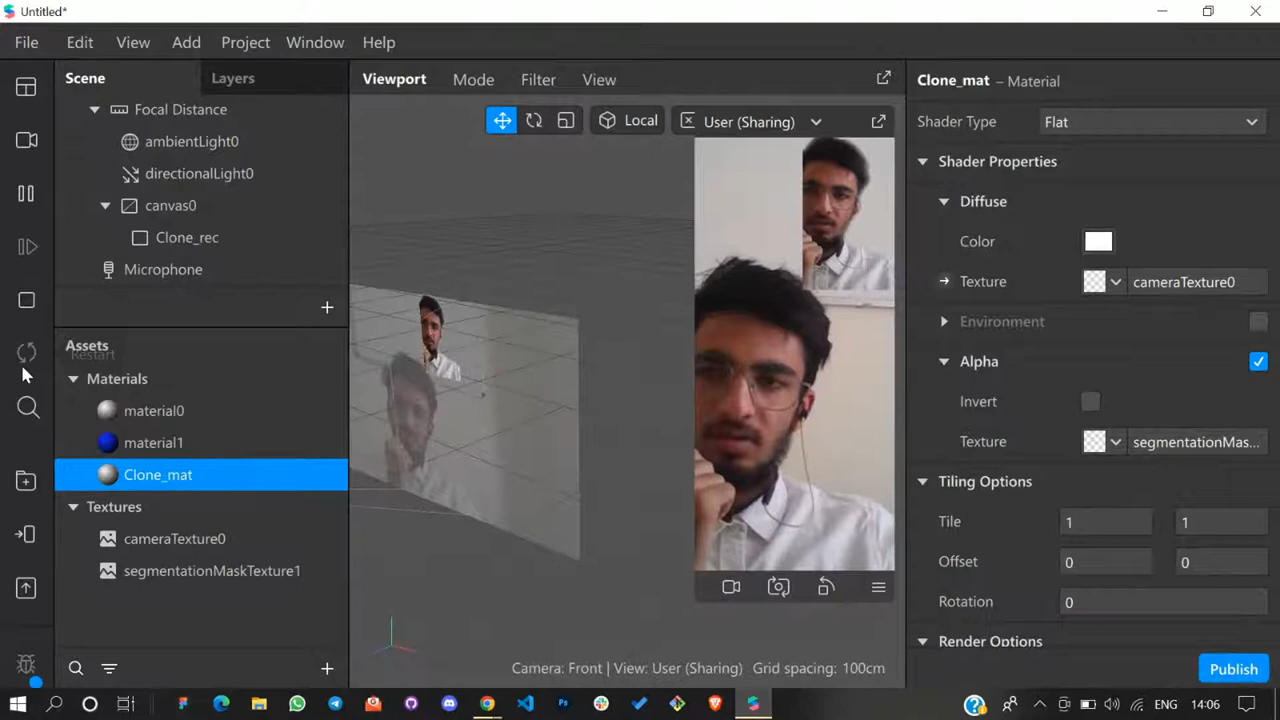 Untitled*
File Edit View Add Project Window Help
Scene Layers
Focal Distance
ambientLight0
directionalLight0
canvas0
Clone_rec
Microphone
Assets
Restart
Materials
material0
material1
Clone_mat
Textures
cameraTexture0
segmentationMaskTexture1
Viewport Mode Filter View
Local User (Sharing)
Camera: Front | View: User (Sharing) Grid spacing: 100cm
Clone_mat – Material
Shader Type Flat
Shader Properties
Diffuse
Color
Texture cameraTexture0
Environment
Alpha
Invert
Texture segmentationMas...
Tiling Options
Tile 1 1
Offset 0 0
Rotation 0
Render Options
Publish
ENG 14:06